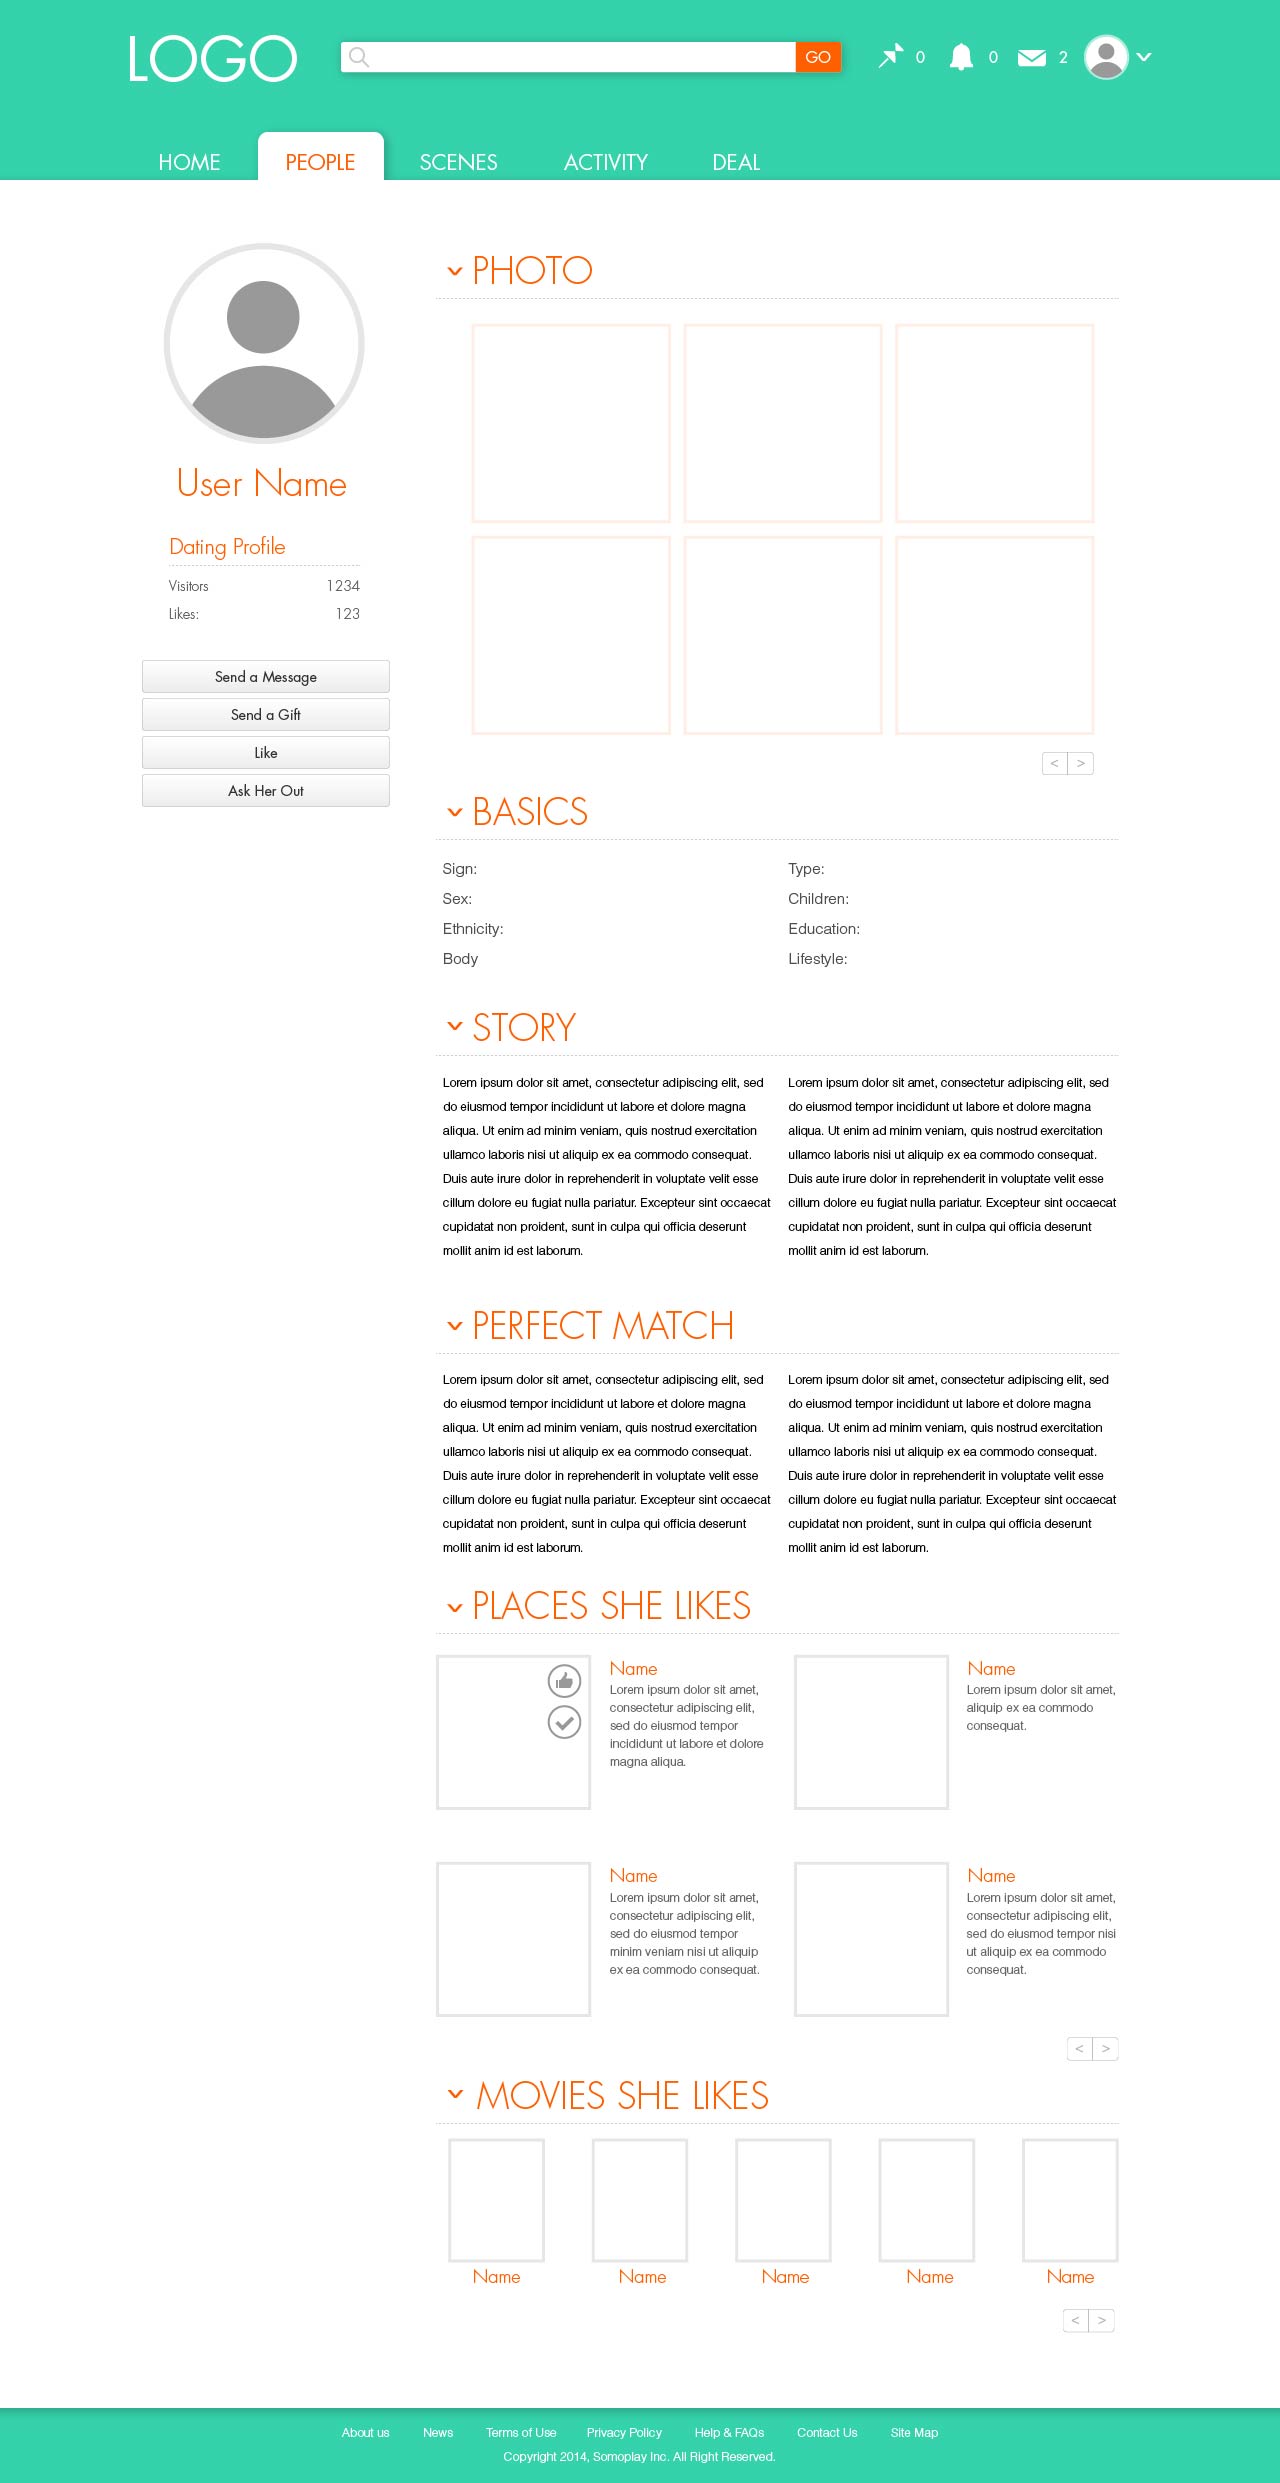 LOGO
GO
0
0
2
HOME
PEOPLE
SCENES
ACTIVITY
DEAL
User Name
Dating Profile
Visitors 1234
Likes: 123
Send a Message
Send a Gift
Like
Ask Her Out
PHOTO
< >
BASICS
Sign:
Sex:
Ethnicity:
Body
Type:
Children:
Education:
Lifestyle:
STORY
Lorem ipsum dolor sit amet, consectetur adipiscing elit, sed
do eiusmod tempor incididunt ut labore et dolore magna
aliqua. Ut enim ad minim veniam, quis nostrud exercitation
ullamco laboris nisi ut aliquip ex ea commodo consequat.
Duis aute irure dolor in reprehenderit in voluptate velit esse
cillum dolore eu fugiat nulla pariatur. Excepteur sint occaecat
cupidatat non proident, sunt in culpa qui officia deserunt
mollit anim id est laborum.
Lorem ipsum dolor sit amet, consectetur adipiscing elit, sed
do eiusmod tempor incididunt ut labore et dolore magna
aliqua. Ut enim ad minim veniam, quis nostrud exercitation
ullamco laboris nisi ut aliquip ex ea commodo consequat.
Duis aute irure dolor in reprehenderit in voluptate velit esse
cillum dolore eu fugiat nulla pariatur. Excepteur sint occaecat
cupidatat non proident, sunt in culpa qui officia deserunt
mollit anim id est laborum.
PERFECT MATCH
Lorem ipsum dolor sit amet, consectetur adipiscing elit, sed
do eiusmod tempor incididunt ut labore et dolore magna
aliqua. Ut enim ad minim veniam, quis nostrud exercitation
ullamco laboris nisi ut aliquip ex ea commodo consequat.
Duis aute irure dolor in reprehenderit in voluptate velit esse
cillum dolore eu fugiat nulla pariatur. Excepteur sint occaecat
cupidatat non proident, sunt in culpa qui officia deserunt
mollit anim id est laborum.
Lorem ipsum dolor sit amet, consectetur adipiscing elit, sed
do eiusmod tempor incididunt ut labore et dolore magna
aliqua. Ut enim ad minim veniam, quis nostrud exercitation
ullamco laboris nisi ut aliquip ex ea commodo consequat.
Duis aute irure dolor in reprehenderit in voluptate velit esse
cillum dolore eu fugiat nulla pariatur. Excepteur sint occaecat
cupidatat non proident, sunt in culpa qui officia deserunt
mollit anim id est laborum.
PLACES SHE LIKES
Name
Lorem ipsum dolor sit amet,
consectetur adipiscing elit,
sed do eiusmod tempor
incididunt ut labore et dolore
magna aliqua.
Name
Lorem ipsum dolor sit amet,
aliquip ex ea commodo
consequat.
Name
Lorem ipsum dolor sit amet,
consectetur adipiscing elit,
sed do eiusmod tempor
minim veniam nisi ut aliquip
ex ea commodo consequat.
Name
Lorem ipsum dolor sit amet,
consectetur adipiscing elit,
sed do eiusmod tempor nisi
ut aliquip ex ea commodo
consequat.
< >
MOVIES SHE LIKES
Name
Name
Name
Name
Name
< >
About us News Terms of Use Privacy Policy Help & FAQs Contact Us Site Map
Copyright 2014, Somoplay Inc. All Right Reserved.